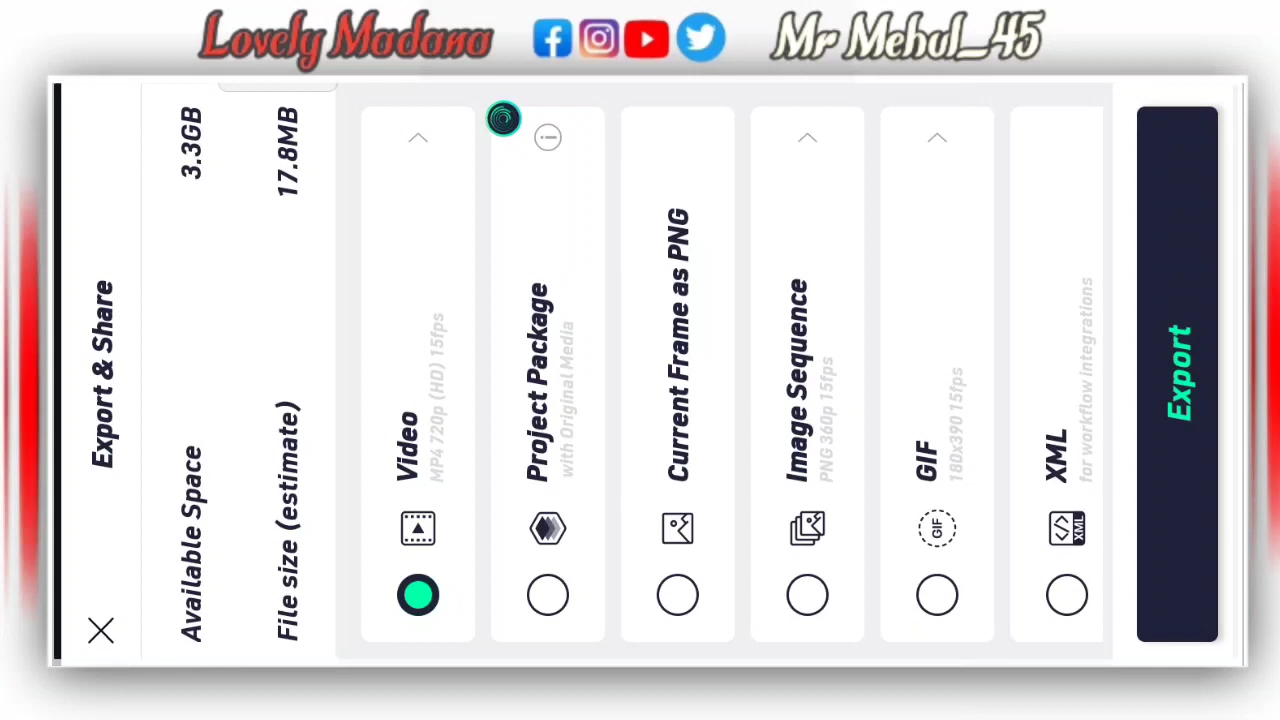 Lovely Madana
Mr Mehul_45
Export & Share
Available Space 3.3GB
File size (estimate) 17.8MB
Video
MP4 720p (HD) 15fps
Project Package
with Original Media
Current Frame as PNG
Image Sequence
PNG 360p 15fps
GIF
GIF
180x390 15fps
XML
XML
for workflow integrations
Export